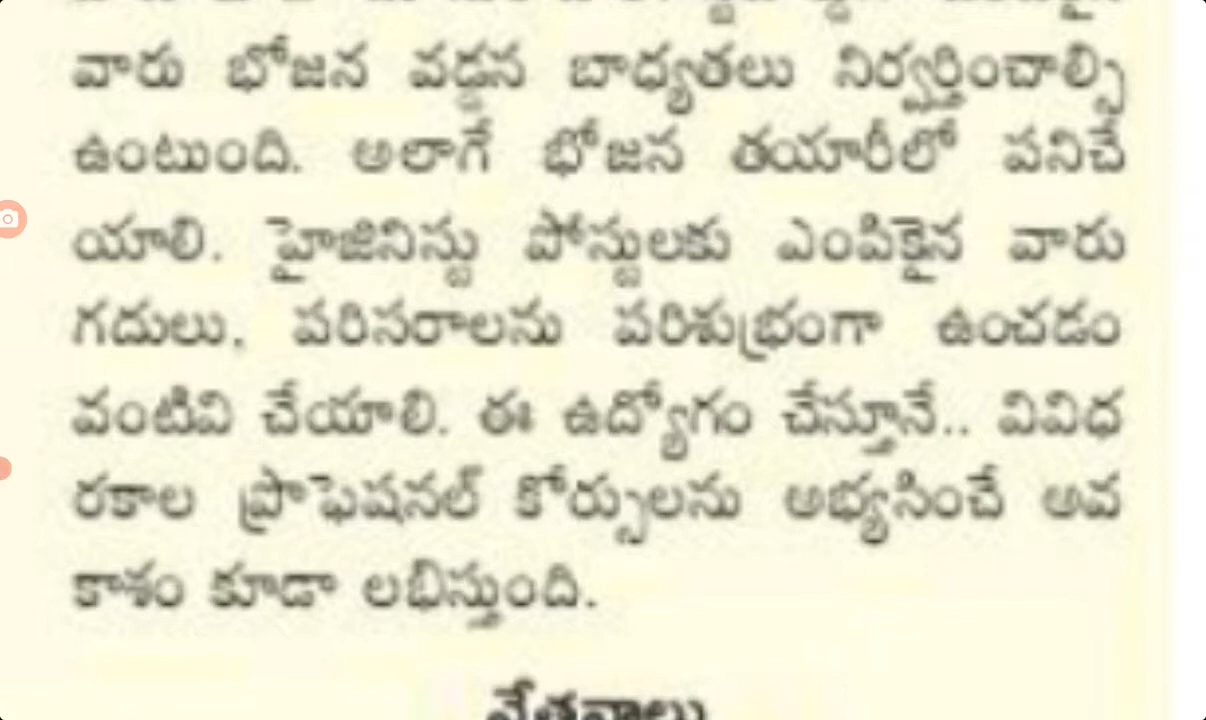 వారు భోజన వడ్డన బాధ్యతలు నిర్వర్తించాల్సి
ఉంటుంది. అలాగే భోజన తయారీలో పనిచే
యాలి. హైజినిస్టు పోస్టులకు ఎంపికైన వారు
గదులు, పరిసరాలను పరిశుభ్రంగా ఉంచడం
వంటివి చేయాలి. ఈ ఉద్యోగం చేస్తూనే.. వివిధ
రకాల ప్రొఫెషనల్ కోర్సులను అభ్యసించే అవ
కాశం కూడా లభిస్తుంది.
వేతనాలు